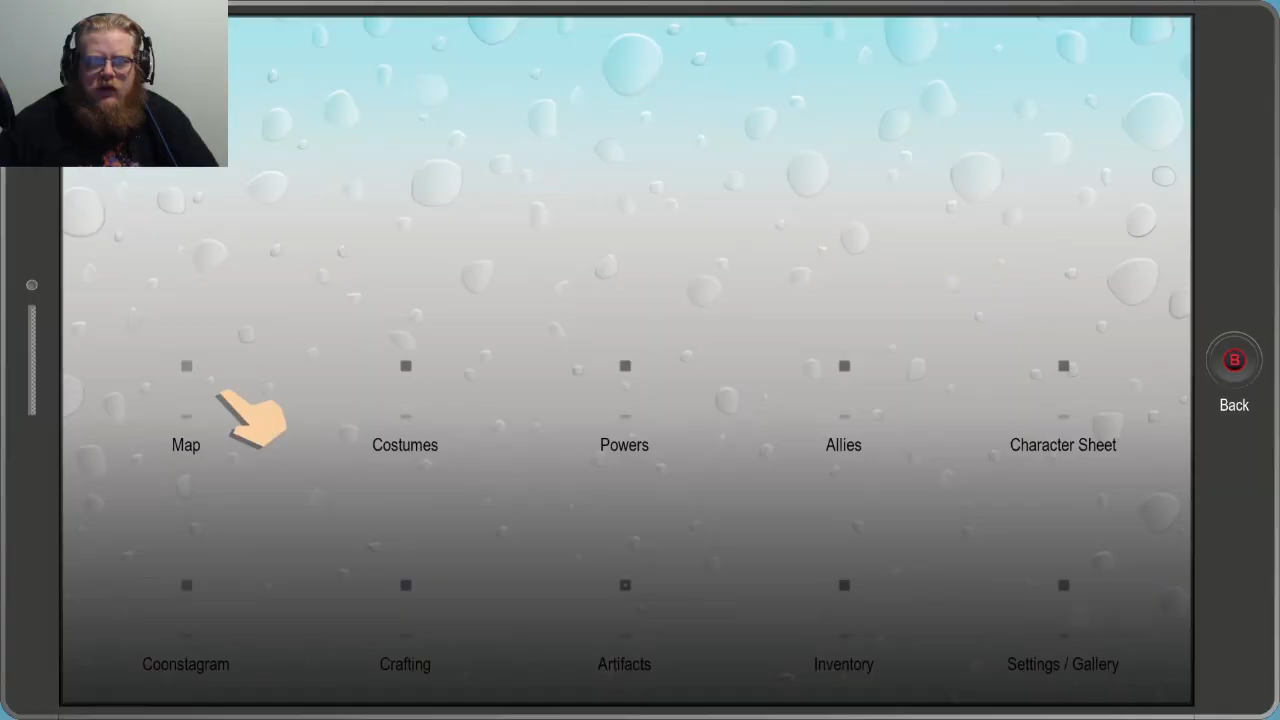 B
Back
Map
Costumes
Powers
Allies
Character Sheet
Coonstagram
Crafting
Artifacts
Inventory
Settings / Gallery